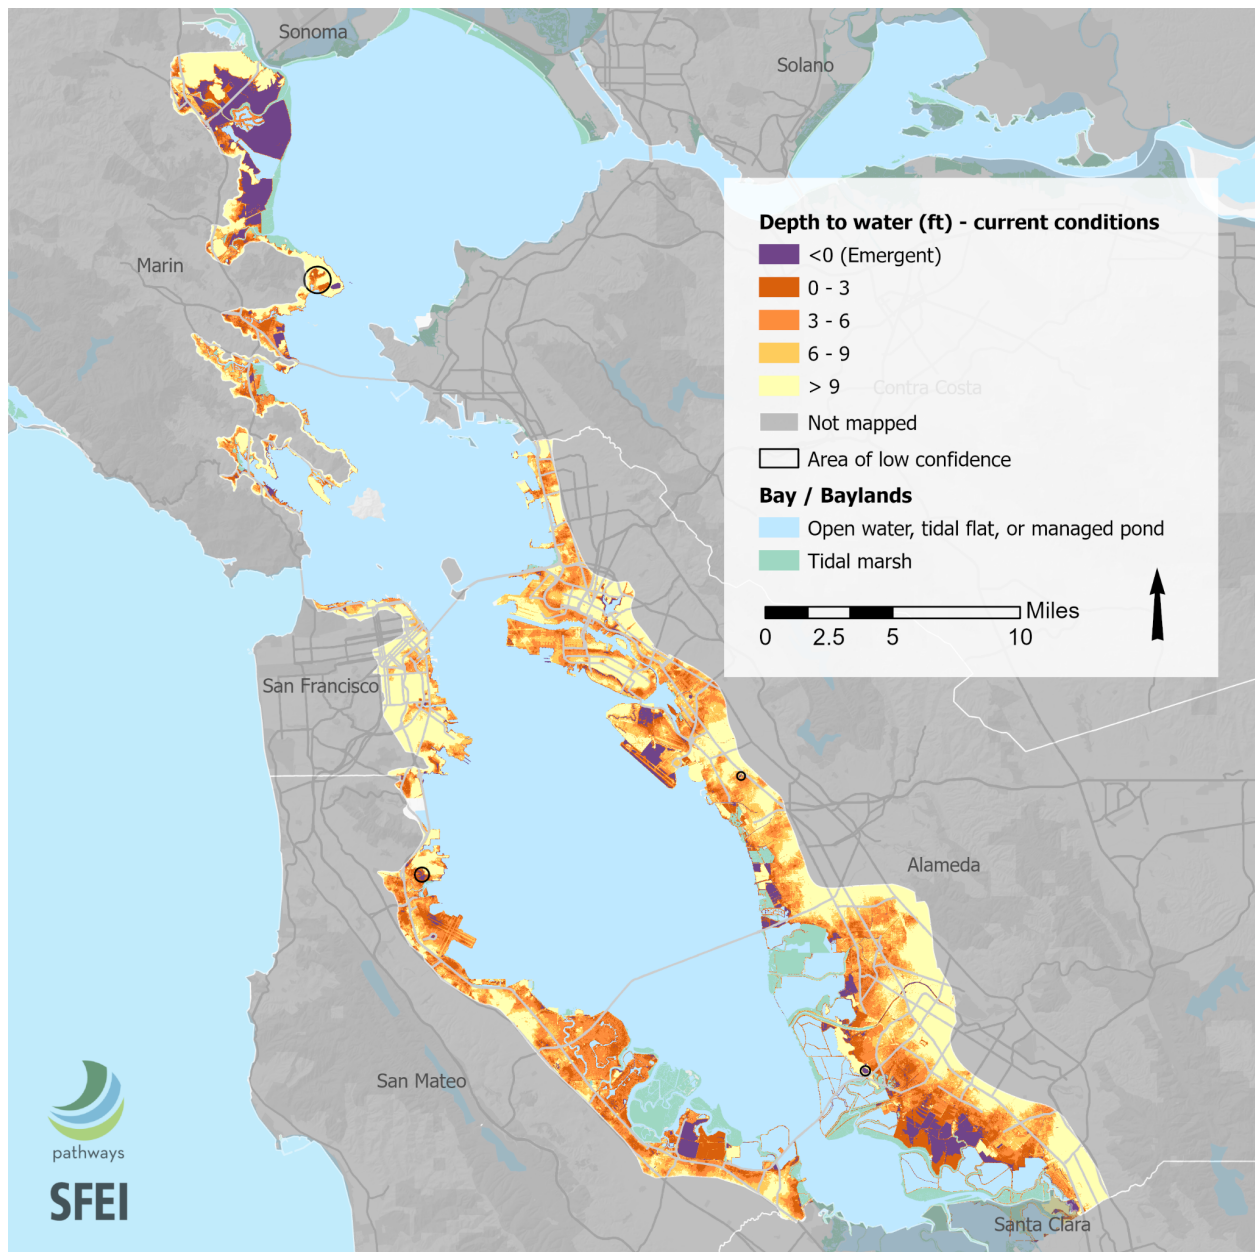 Sonoma
Solano
Marin
Depth to water (ft) - current conditions
<0 (Emergent)
0 - 3
3 - 6
6 - 9
> 9
Contra Costa
Not mapped
Area of low confidence
Bay / Baylands
Open water, tidal flat, or managed pond
Tidal marsh
Miles
0 2.5 5 10
San Francisco
Alameda
San Mateo
pathways
SFEI
Santa Clara